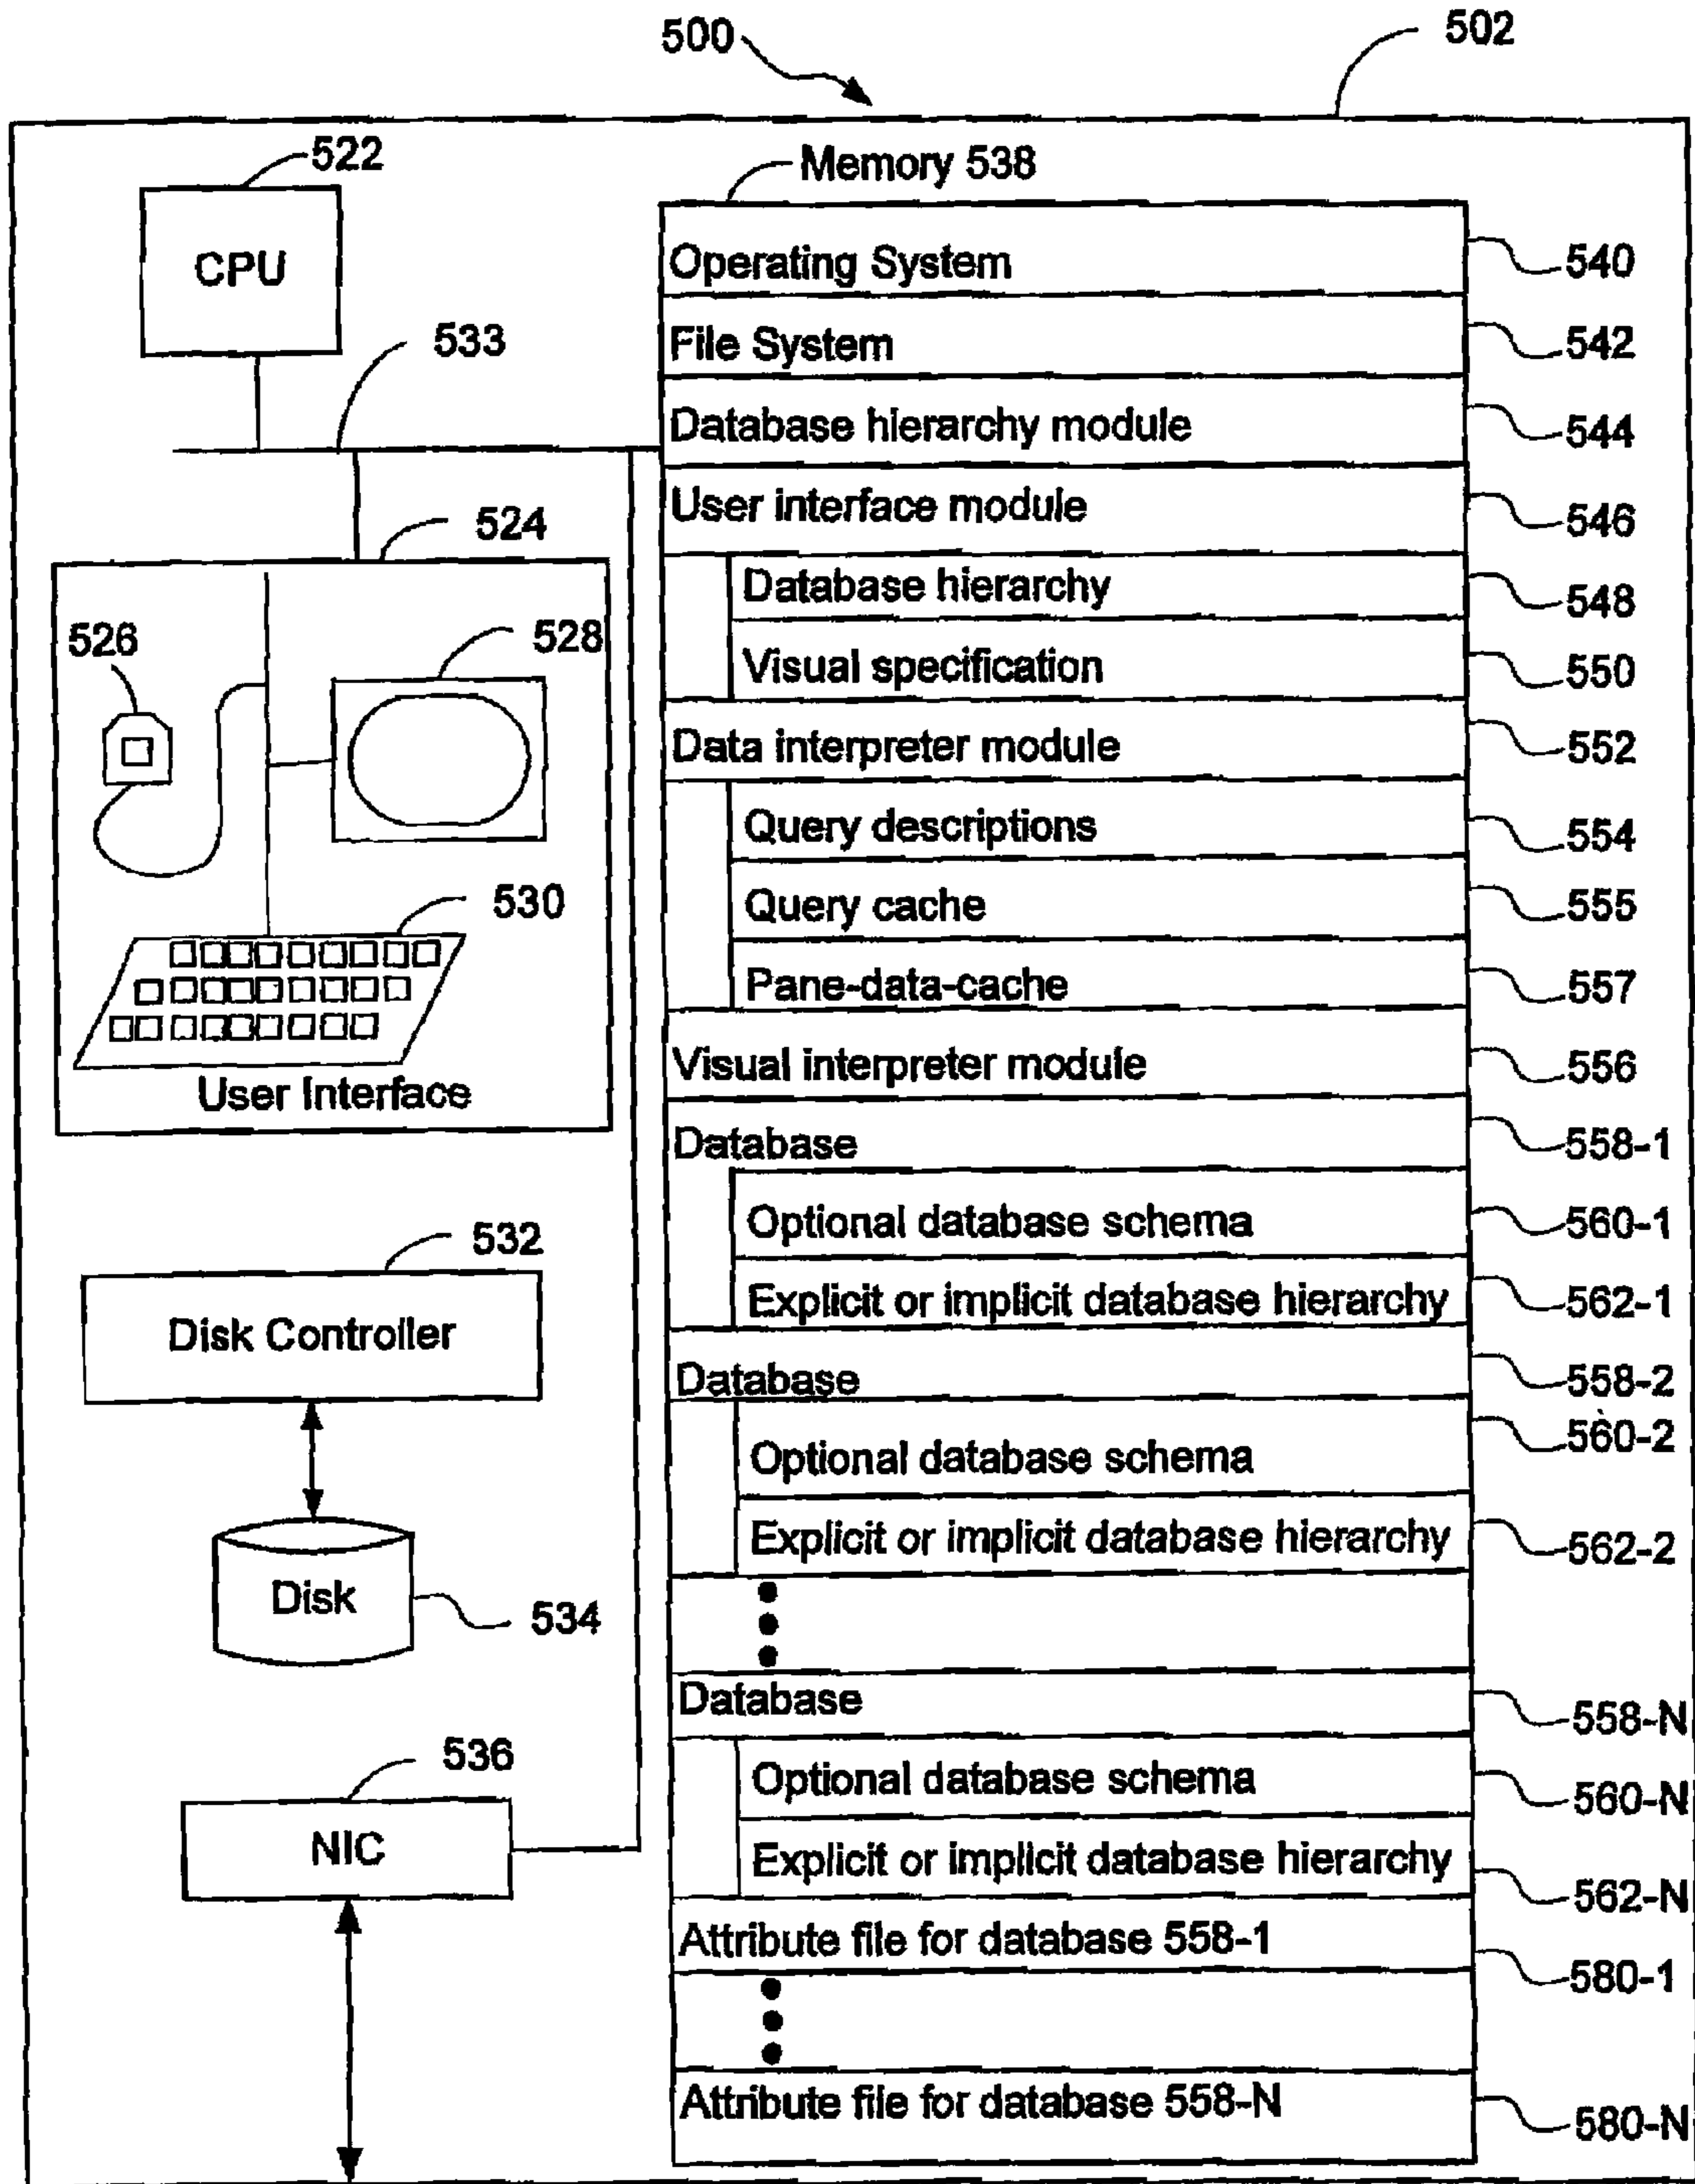 500
502
522
CPU
533
524
526
528
530
User Interface
532
Disk Controller
Disk
534
536
NIC
Memory 538
Operating System 540
File System 542
Database hierarchy module 544
User interface module 546
Database hierarchy 548
Visual specification 550
Data interpreter module 552
Query descriptions 554
Query cache 555
Pane-data-cache 557
Visual interpreter module 556
Database 558-1
Optional database schema 560-1
Explicit or implicit database hierarchy 562-1
Database 558-2
Optional database schema 560-2
Explicit or implicit database hierarchy 562-2
Database 558-N
Optional database schema 560-N
Explicit or implicit database hierarchy 562-N
Attribute file for database 558-1 580-1
Attribute file for database 558-N 580-N